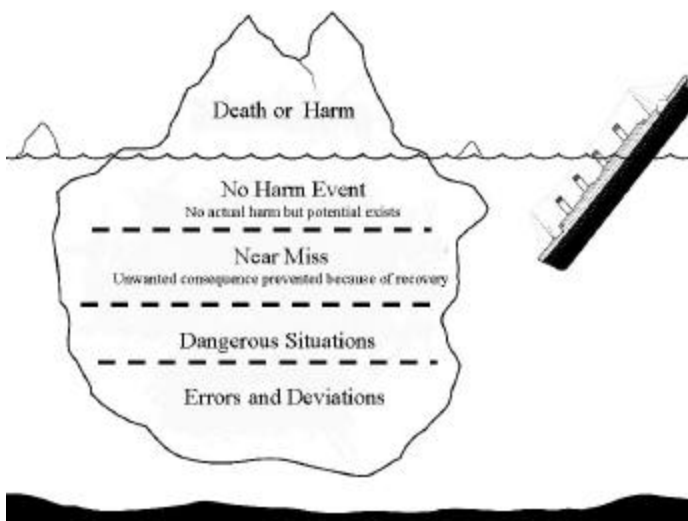 Death or Harm
No Harm Event
No actual harm but potential exists
Near Miss
Unwanted consequence prevented because of recovery
Dangerous Situations
Errors and Deviations